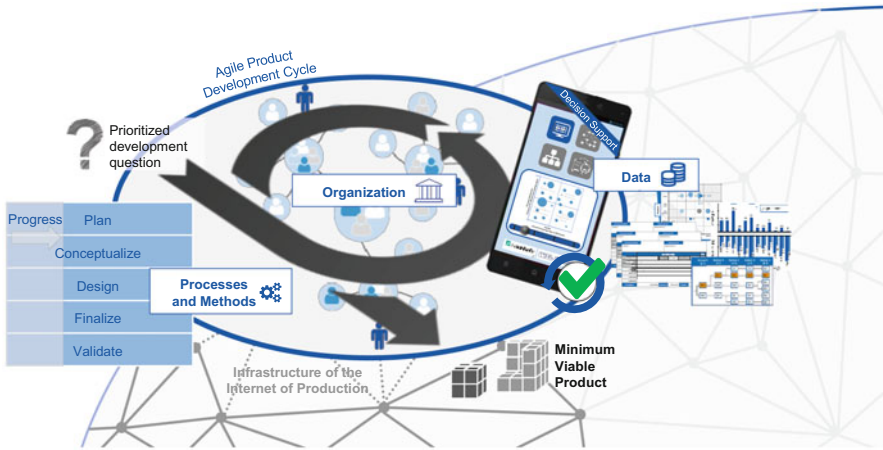 Agile Product
Development Cycle
Prioritized
development
question
Decision Support
Organization
Data
Progress
Plan
Conceptualize
Design
Finalize
Validate
Processes
and Methods
Minimum
Viable
Product
Infrastructure of the
Internet of Production